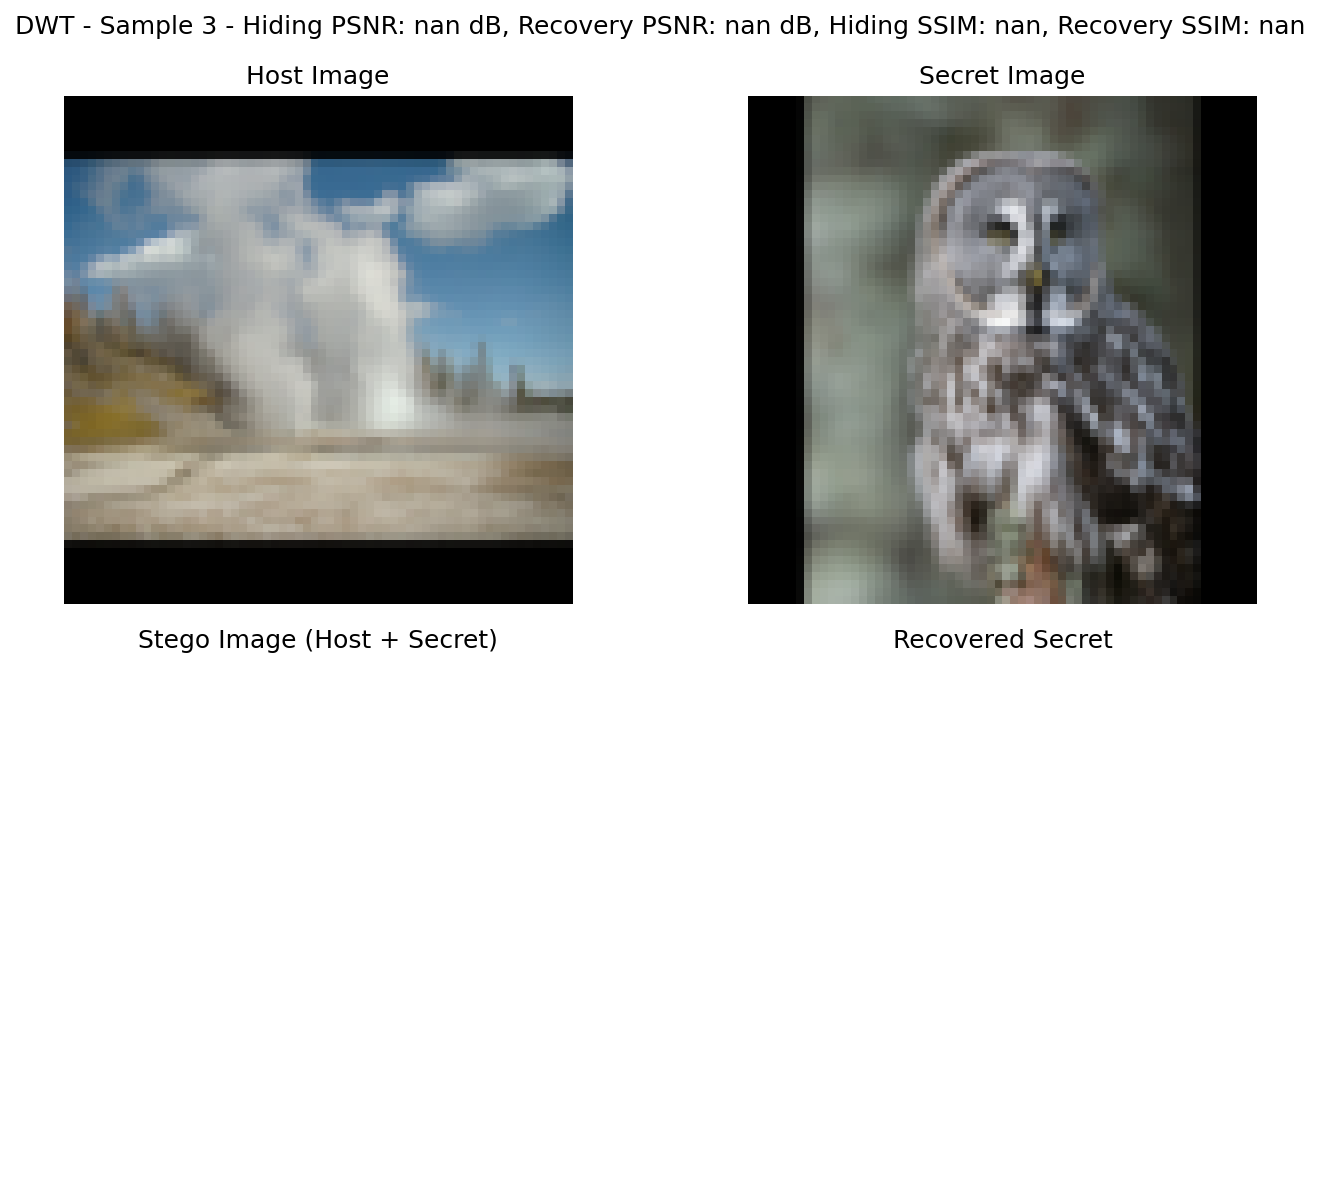 DWT - Sample 3 - Hiding PSNR: nan dB, Recovery PSNR: nan dB, Hiding SSIM: nan, Recovery SSIM: nan
Host Image
Secret Image
Stego Image (Host + Secret)
Recovered Secret